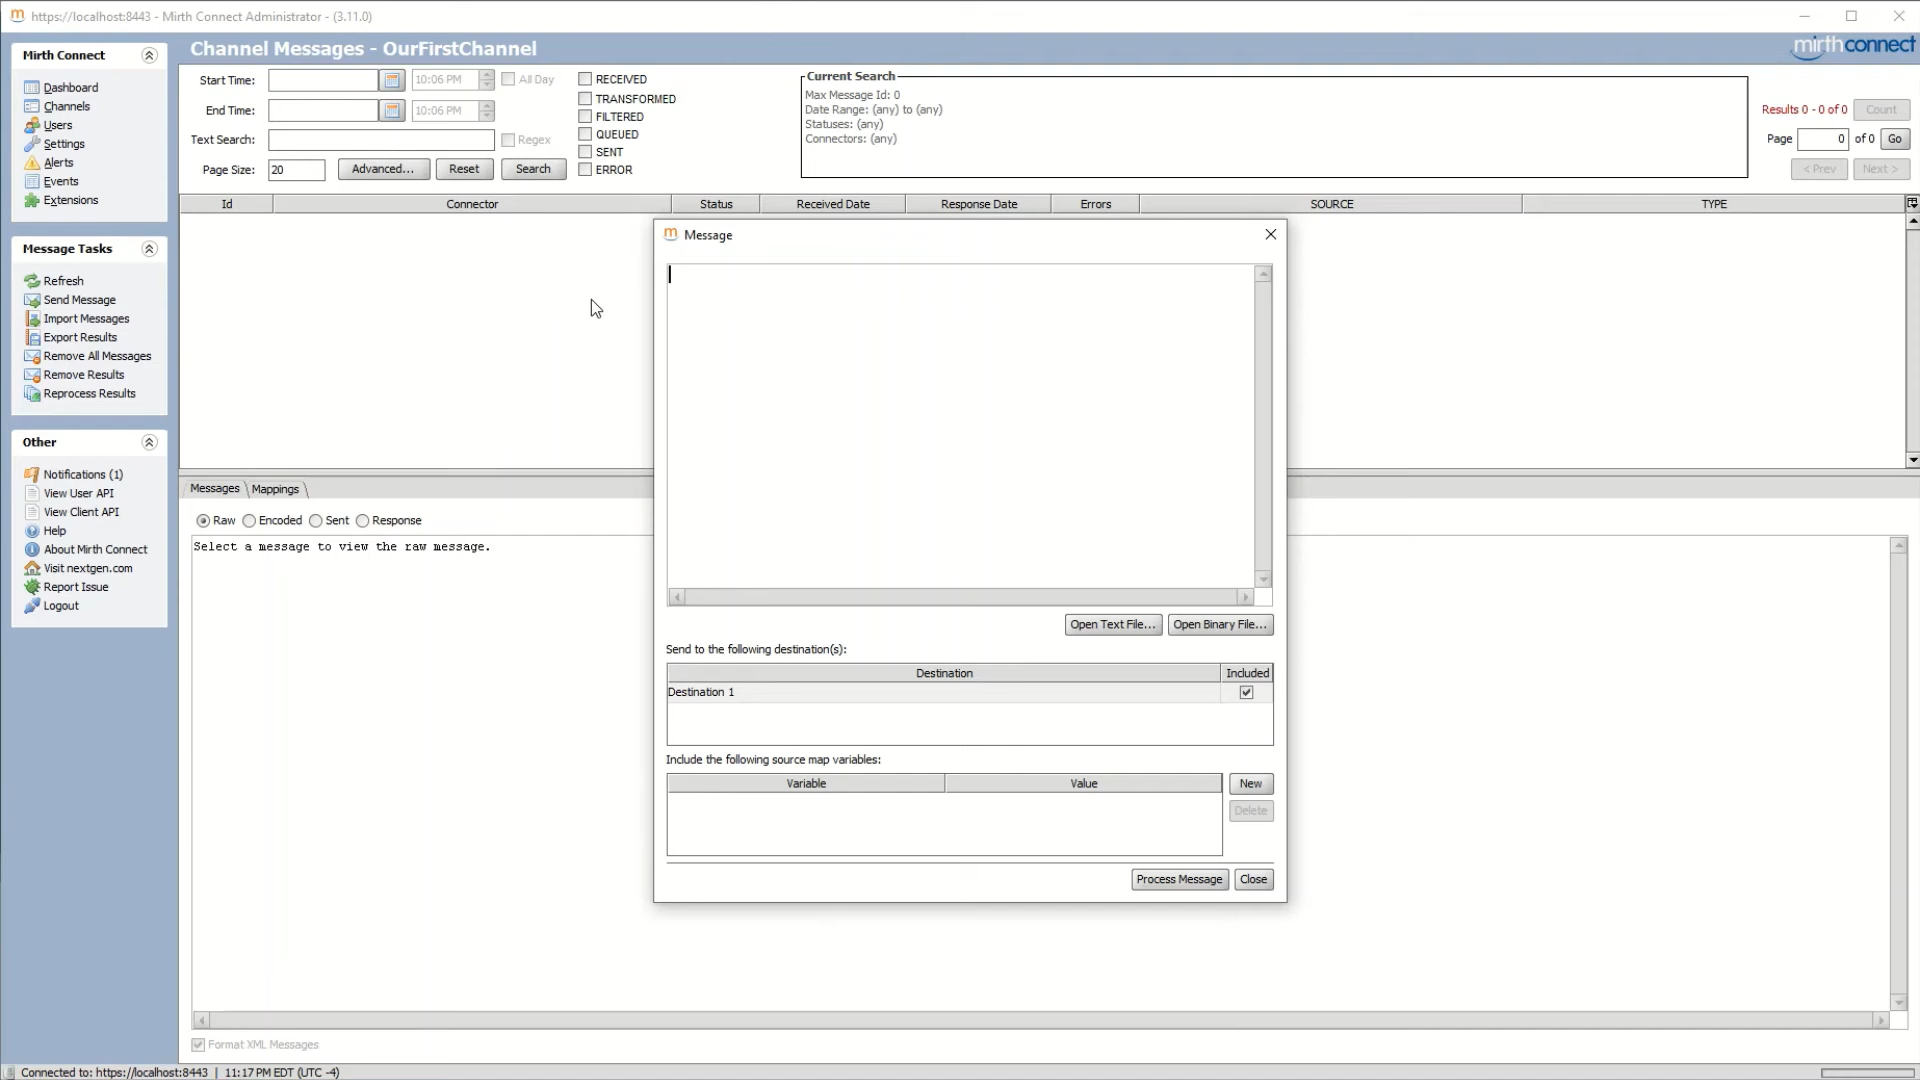 https://localhost:8443 - Mirth Connect Administrator - (3.11.0)
Mirth Connect
Dashboard
Channels
Users
Settings
Alerts
Events
Extensions
Message Tasks
Refresh
Send Message
Import Messages
Export Results
Remove All Messages
Remove Results
Reprocess Results
Other
Notifications (1)
View User API
View Client API
Help
About Mirth Connect
Visit nextgen.com
Report Issue
Logout
Channel Messages - OurFirstChannel
mirthconnect
Start Time: 10:06 PM All Day
End Time: 10:06 PM
Text Search: Regex
Page Size: 20 Advanced... Reset Search
RECEIVED
TRANSFORMED
FILTERED
QUEUED
SENT
ERROR
Current Search
Max Message Id: 0
Date Range: (any) to (any)
Statuses: (any)
Connectors: (any)
Results 0 - 0 of 0 Count
Page 0 of 0 Go
< Prev Next >
Id Connector Status Received Date Response Date Errors SOURCE TYPE
Messages Mappings
Raw Encoded Sent Response
Select a message to view the raw message.
Format XML Messages
m Message
Open Text File... Open Binary File...
Send to the following destination(s):
Destination Included
Destination 1
Include the following source map variables:
Variable Value New
Delete
Process Message Close
Connected to: https://localhost:8443 | 11:17 PM EDT (UTC -4)